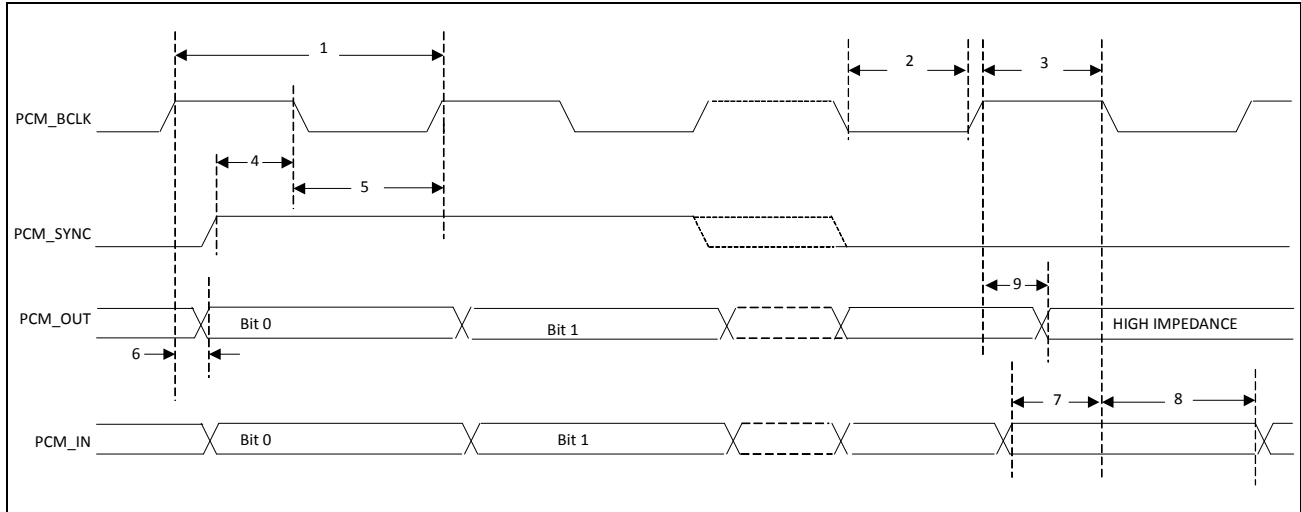 1
2
3
PCM_BCLK
4
5
PCM_SYNC
9
PCM_OUT
Bit 0
Bit 1
HIGH IMPEDANCE
6
7
8
PCM_IN
Bit 0
Bit 1